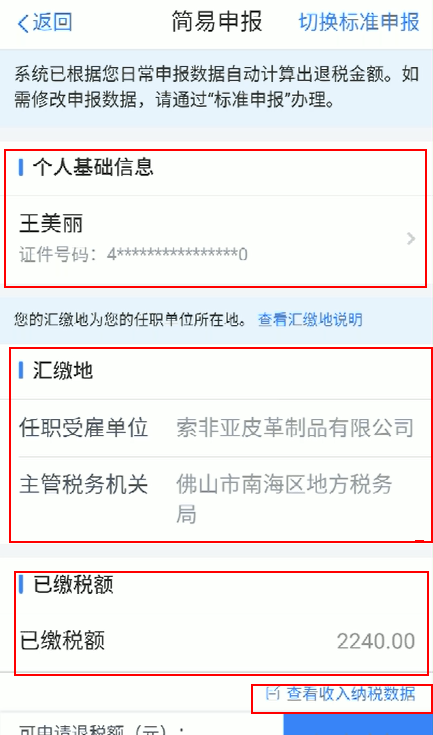 返回 简易申报 切换标准申报
系统已根据您日常申报数据自动计算出退税金额。如
需修改申报数据，请通过“标准申报”办理。
个人基础信息
王美丽
证件号码：4****************0
您的汇缴地为您的任职单位所在地。 查看汇缴地说明
汇缴地
任职受雇单位 索非亚皮革制品有限公司
主管税务机关 佛山市南海区地方税务
局
已缴税额
已缴税额 2240.00
查看收入纳税数据
可申请退税额（元）：